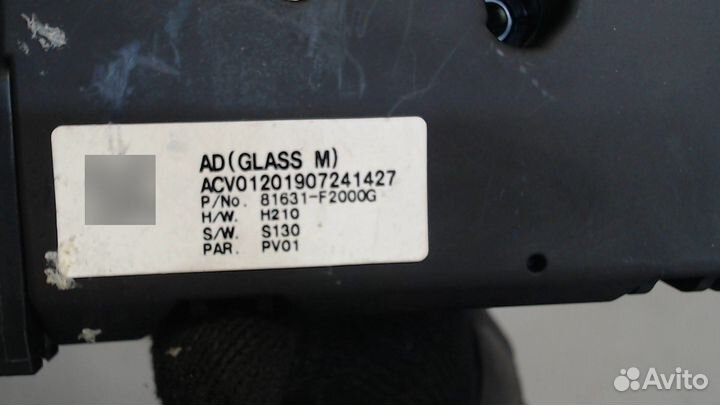 AD(GLASS M)
ACV01201907241427
P/No. 81631-F2000G
H/W. H210
S/W. S130
PAR. PV01
Avito